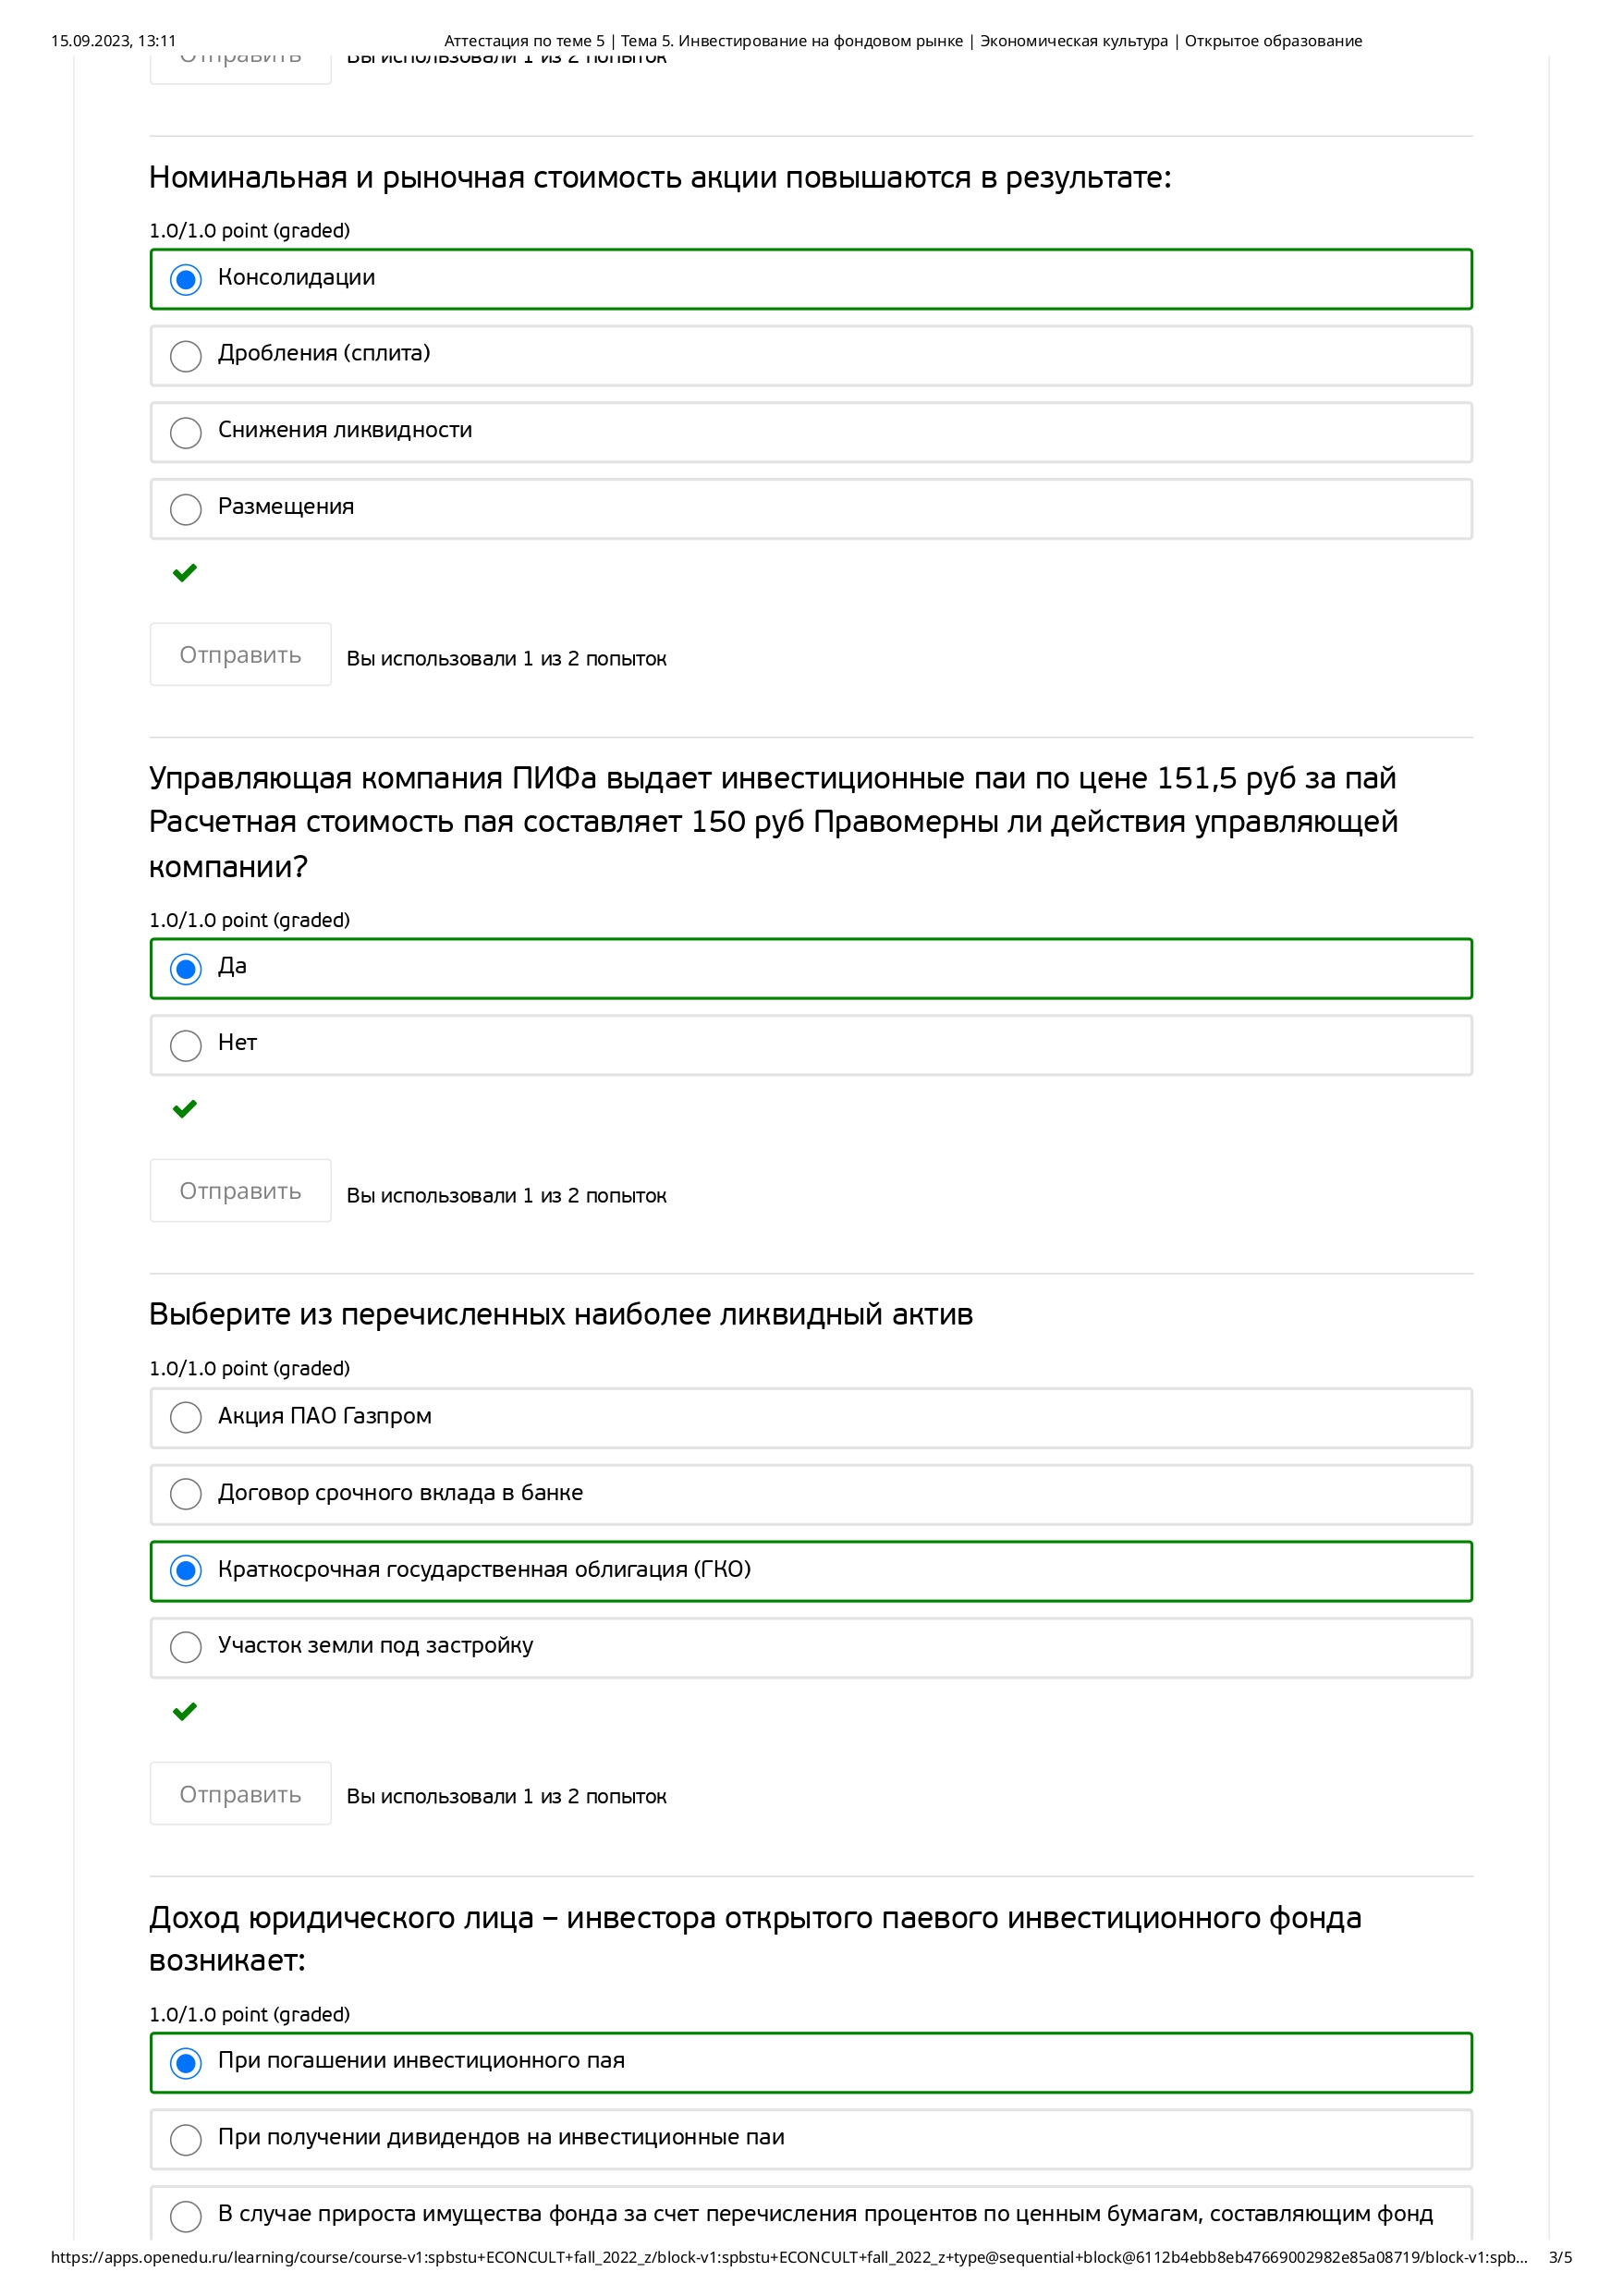 15.09.2023, 13:11
Аттестация по теме 5 | Тема 5. Инвестирование на фондовом рынке | Экономическая культура | Открытое образование
Отправить
Вы использовали 1 из 2 попыток
Номинальная и рыночная стоимость акции повышаются в результате:
1.0/1.0 point (graded)
Консолидации
Дробления (сплита)
Снижения ликвидности
Размещения
Отправить
Вы использовали 1 из 2 попыток
Управляющая компания ПИФа выдает инвестиционные паи по цене 151,5 руб за пай
Расчетная стоимость пая составляет 150 руб Правомерны ли действия управляющей
компании?
1.0/1.0 point (graded)
Да
Нет
Отправить
Вы использовали 1 из 2 попыток
Выберите из перечисленных наиболее ликвидный актив
1.0/1.0 point (graded)
Акция ПАО Газпром
Договор срочного вклада в банке
Краткосрочная государственная облигация (ГКО)
Участок земли под застройку
Отправить
Вы использовали 1 из 2 попыток
Доход юридического лица – инвестора открытого паевого инвестиционного фонда
возникает:
1.0/1.0 point (graded)
При погашении инвестиционного пая
При получении дивидендов на инвестиционные паи
В случае прироста имущества фонда за счет перечисления процентов по ценным бумагам, составляющим фонд
https://apps.openedu.ru/learning/course/course-v1:spbstu+ECONCULT+fall_2022_z/block-v1:spbstu+ECONCULT+fall_2022_z+type@sequential+block@6112b4ebb8eb47669002982e85a08719/block-v1:spb...
3/5